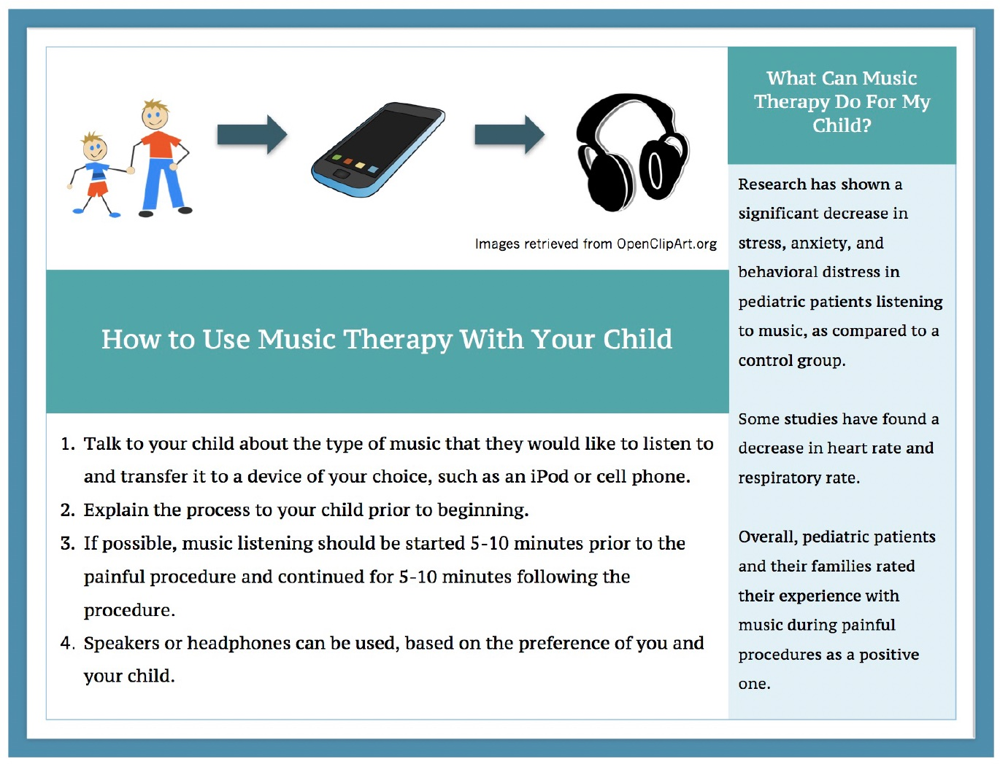 Images retrieved from OpenClipArt.org
How to Use Music Therapy With Your Child
1. Talk to your child about the type of music that they would like to listen to
and transfer it to a device of your choice, such as an iPod or cell phone.
2. Explain the process to your child prior to beginning.
3. If possible, music listening should be started 5-10 minutes prior to the
painful procedure and continued for 5-10 minutes following the
procedure.
4. Speakers or headphones can be used, based on the preference of you and
your child.
What Can Music
Therapy Do For My
Child?
Research has shown a
significant decrease in
stress, anxiety, and
behavioral distress in
pediatric patients listening
to music, as compared to a
control group.
Some studies have found a
decrease in heart rate and
respiratory rate.
Overall, pediatric patients
and their families rated
their experience with
music during painful
procedures as a positive
one.